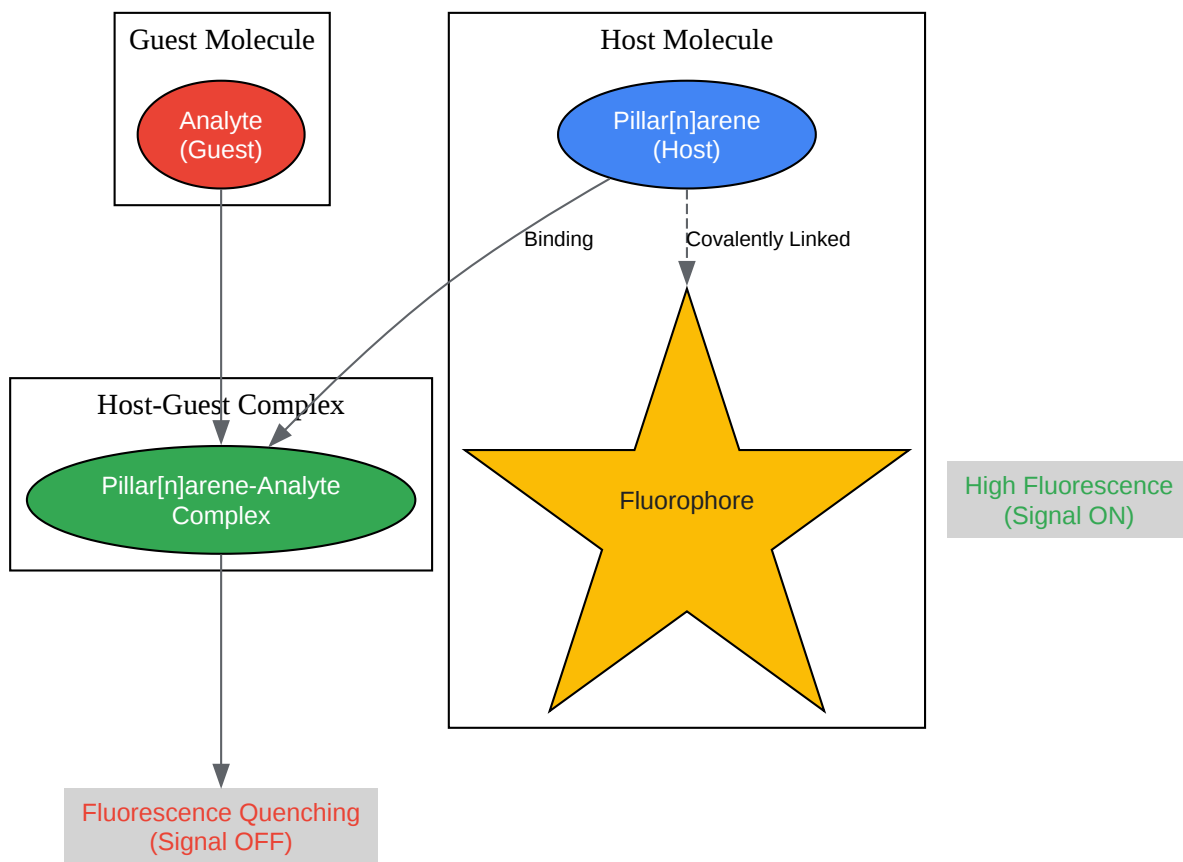 Guest Molecule
Analyte
(Guest)
Host Molecule
Pillar[n]arene
(Host)
Binding
Covalently Linked
Host-Guest Complex
Pillar[n]arene-Analyte
Complex
Fluorophore
High Fluorescence
(Signal ON)
Fluorescence Quenching
(Signal OFF)